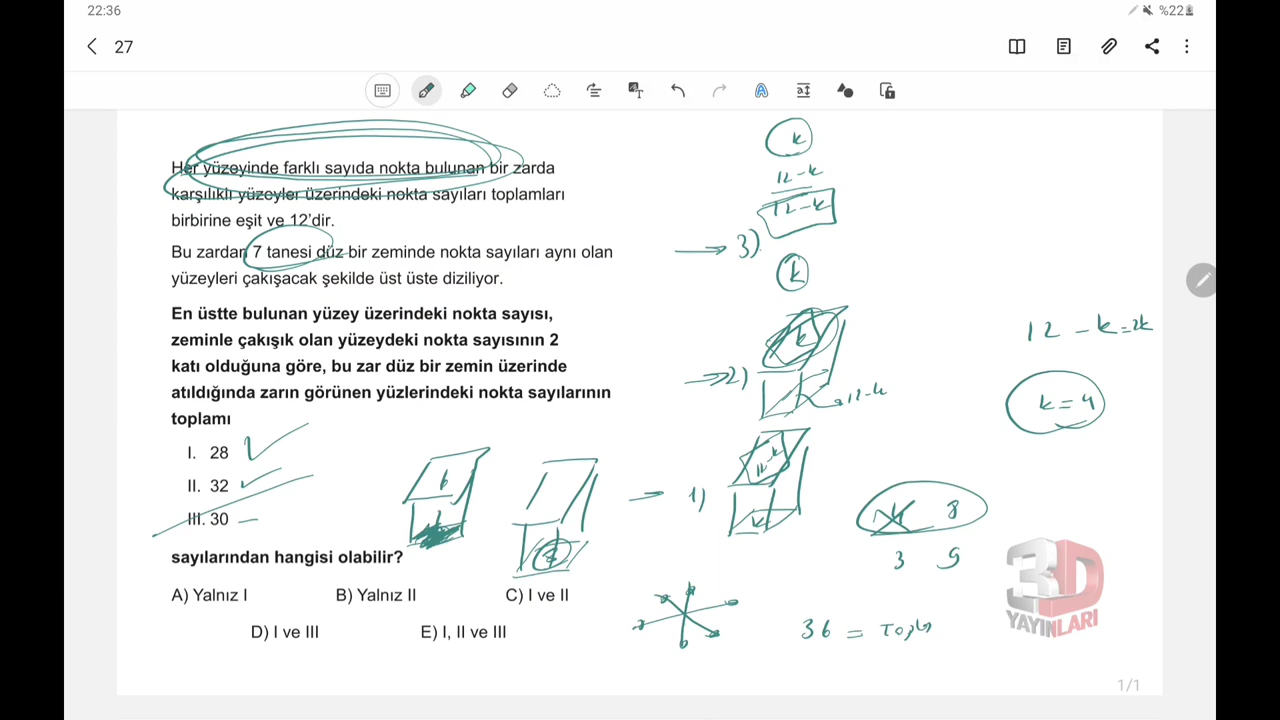 22:36
%22
27
Her yüzeyinde farklı sayıda nokta bulunan bir zarda
karşılıklı yüzeyler üzerindeki nokta sayıları toplamları
birbirine eşit ve 12'dir.
Bu zardan 7 tanesi düz bir zeminde nokta sayıları aynı olan
yüzeyleri çakışacak şekilde üst üste diziliyor.
En üstte bulunan yüzey üzerindeki nokta sayısı,
zeminle çakışık olan yüzeydeki nokta sayısının 2
katı olduğuna göre, bu zar düz bir zemin üzerinde
atıldığında zarın görünen yüzlerindeki nokta sayılarının
toplamı
I. 28
II. 32
III. 30
sayılarından hangisi olabilir?
A) Yalnız I
B) Yalnız II
C) I ve II
D) I ve III
E) I, II ve III
k
12-k
12-k
3)
k
k
2)
12-k
12-k
1)
k
12 - k = 2k
k = 4
8
3 9
6
36 = Topl
3D
YAYINLARI
1/1